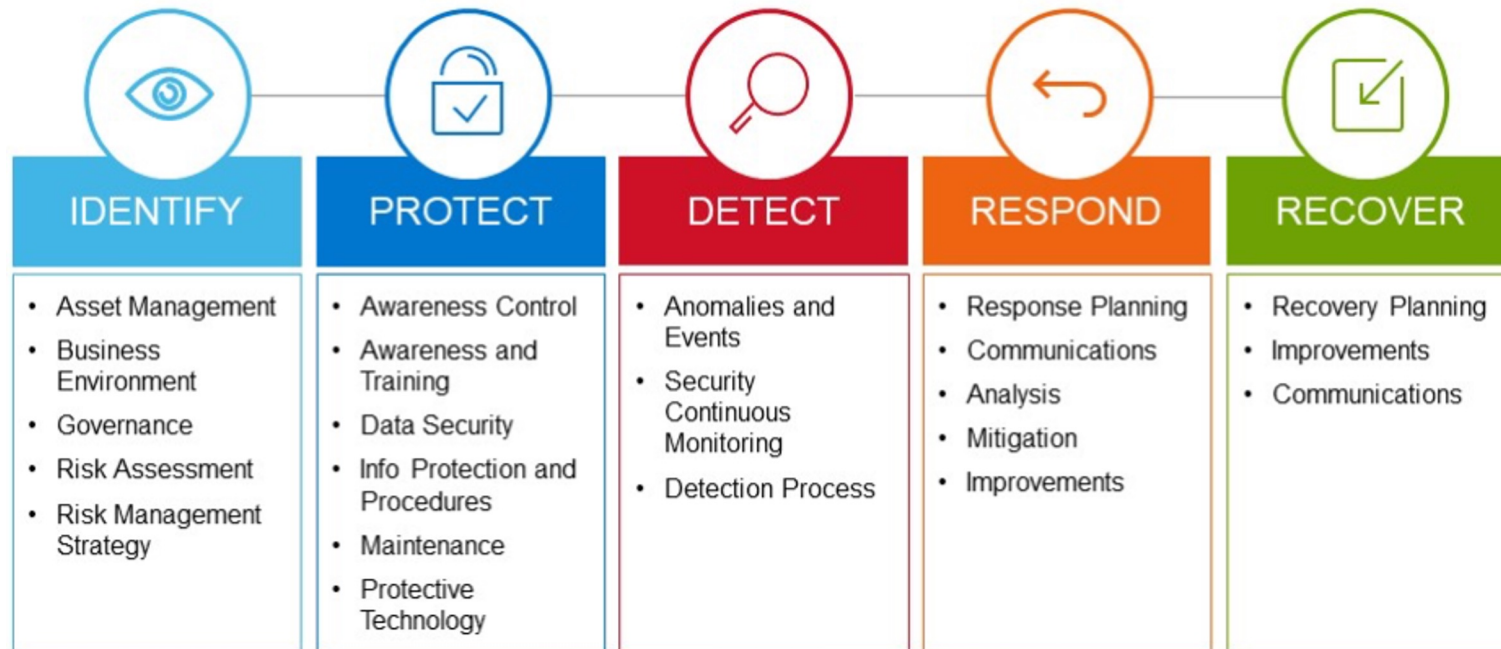 IDENTIFY
• Asset Management
• Business
Environment
• Governance
• Risk Assessment
• Risk Management
Strategy
PROTECT
• Awareness Control
• Awareness and
Training
• Data Security
• Info Protection and
Procedures
• Maintenance
• Protective
Technology
DETECT
• Anomalies and
Events
• Security
Continuous
Monitoring
• Detection Process
RESPOND
• Response Planning
• Communications
• Analysis
• Mitigation
• Improvements
RECOVER
• Recovery Planning
• Improvements
• Communications